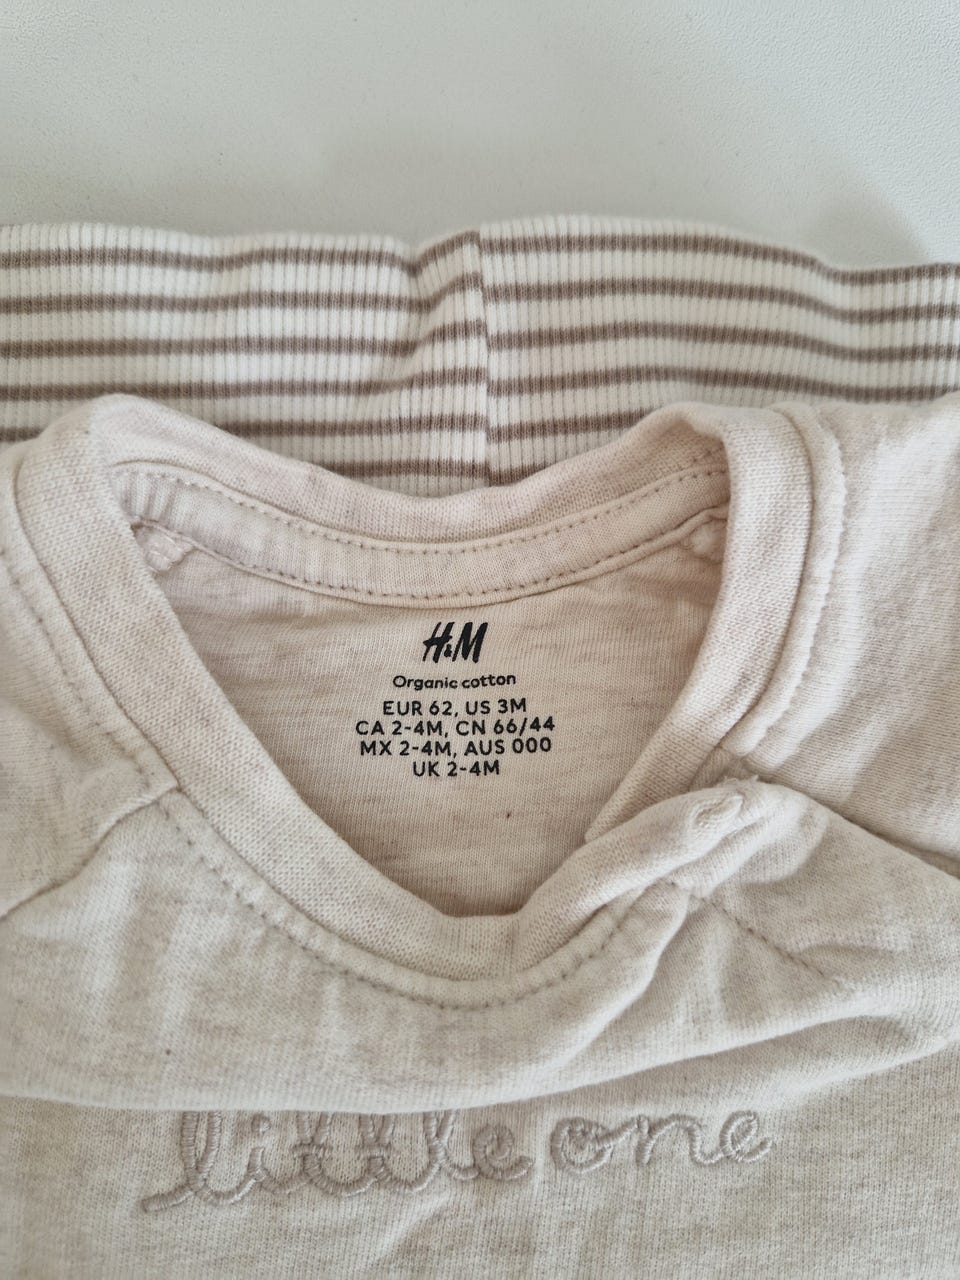 H&M
Organic cotton
EUR 62, US 3M
CA 2-4M, CN 66/44
MX 2-4M, AUS 000
UK 2-4M
little one